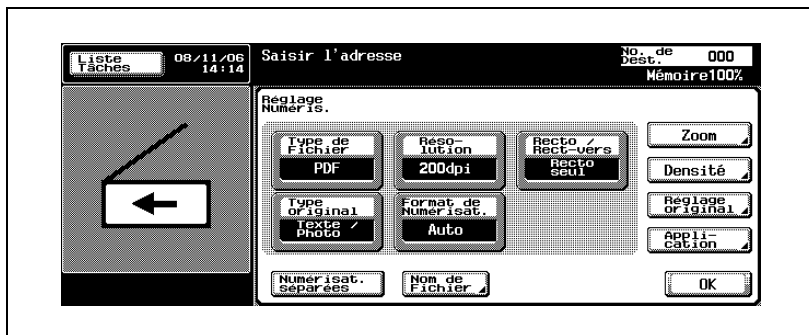 Liste
Tâches
08/11/06
14:14
Saisir l'adresse
No. de
Dest.
000
Mémoire100%
Réglage
Numéris.
Type de
Fichier
PDF
Réso-
lution
200dpi
Recto /
Rect-vers
Recto
seul
Zoom
Densité
Type
original
Texte /
Photo
Format de
Numérisat.
Auto
Réglage
original
Appli-
cation
Numérisat.
séparées
Nom de
Fichier
OK